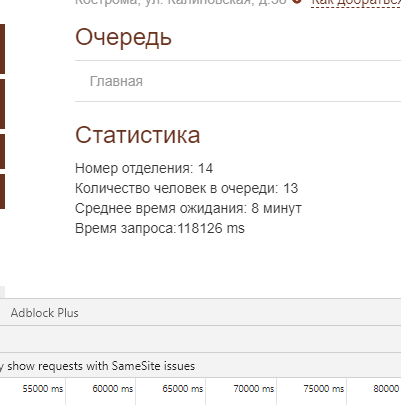 Кострома, ул. Калиновская, д.38 Как добраться
Очередь
Главная
Статистика
Номер отделения: 14
Количество человек в очереди: 13
Среднее время ожидания: 8 минут
Время запроса:118126 ms
Adblock Plus
y show requests with SameSite issues
55000 ms 60000 ms 65000 ms 70000 ms 75000 ms 80000